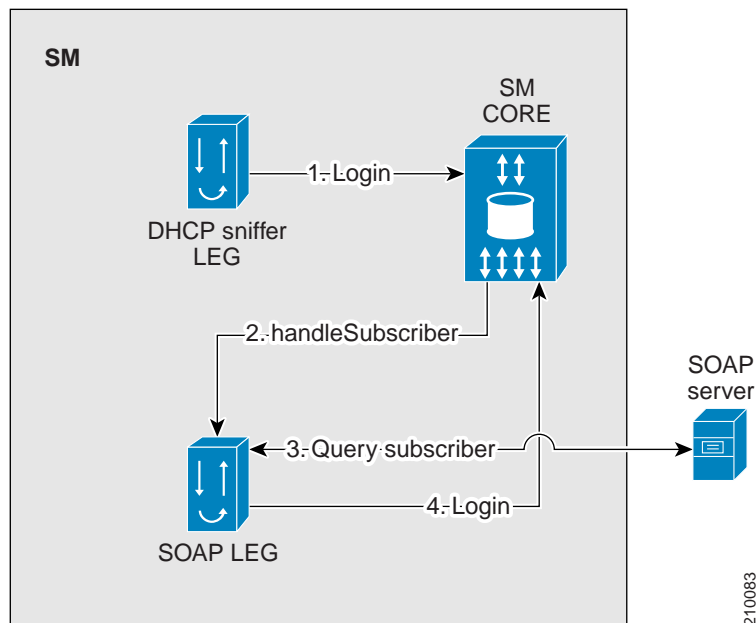 SM
SM
CORE
1. Login
DHCP sniffer
LEG
2. handleSubscriber
SOAP
server
3. Query subscriber
4. Login
SOAP LEG
210083